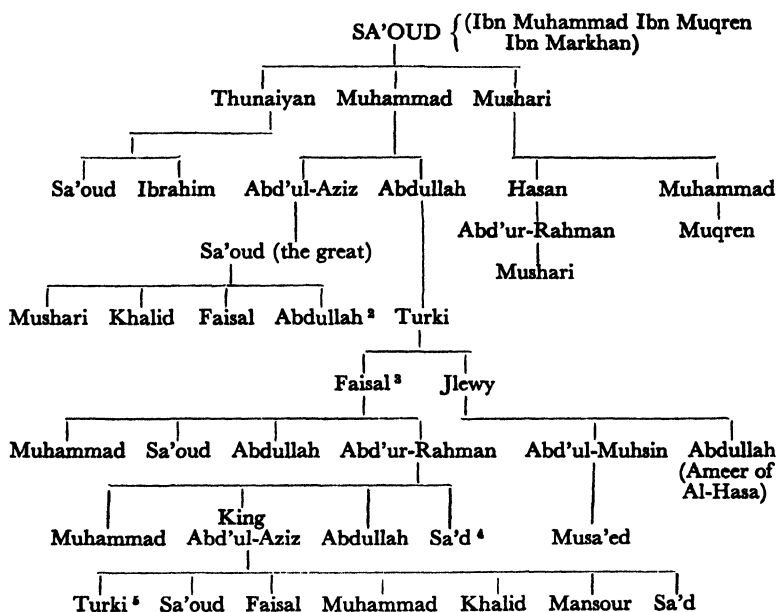 SA'OUD { (Ibn Muhammad Ibn Muqren
Ibn Markhan)
Thunaiyan Muhammad Mushari
Sa'oud Ibrahim Abd'ul-Aziz Abdullah Hasan Muhammad
Abd'ur-Rahman Muqren
Sa'oud (the great)
Mushari
Mushari Khalid Faisal Abdullah ² Turki
Faisal ³ Jlewy
Muhammad Sa'oud Abdullah Abd'ur-Rahman Abd'ul-Muhsin Abdullah
(Ameer of
Al-Hasa)
King
Muhammad Abd'ul-Aziz Abdullah Sa'd ⁴ Musa'ed
Turki ⁵ Sa'oud Faisal Muhammad Khalid Mansour Sa'd